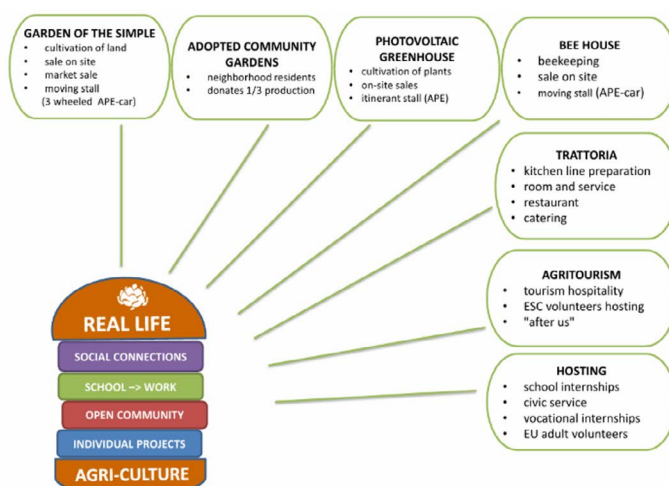 GARDEN OF THE SIMPLE
• cultivation of land
• sale on site
• market sale
• moving stall
(3 wheeled APE-car)
ADOPTED COMMUNITY
GARDENS
• neighborhood residents
• donates 1/3 production
PHOTOVOLTAIC
GREENHOUSE
• cultivation of plants
• on-site sales
• itinerant stall (APE)
BEE HOUSE
• beekeeping
• sale on site
• moving stall (APE-car)
TRATTORIA
• kitchen line preparation
• room and service
• restaurant
• catering
AGRITOURISM
• tourism hospitality
• ESC volunteers hosting
• "after us"
HOSTING
• school internships
• civic service
• vocational internships
• EU adult volunteers
REAL LIFE
SOCIAL CONNECTIONS
SCHOOL –> WORK
OPEN COMMUNITY
INDIVIDUAL PROJECTS
AGRI-CULTURE